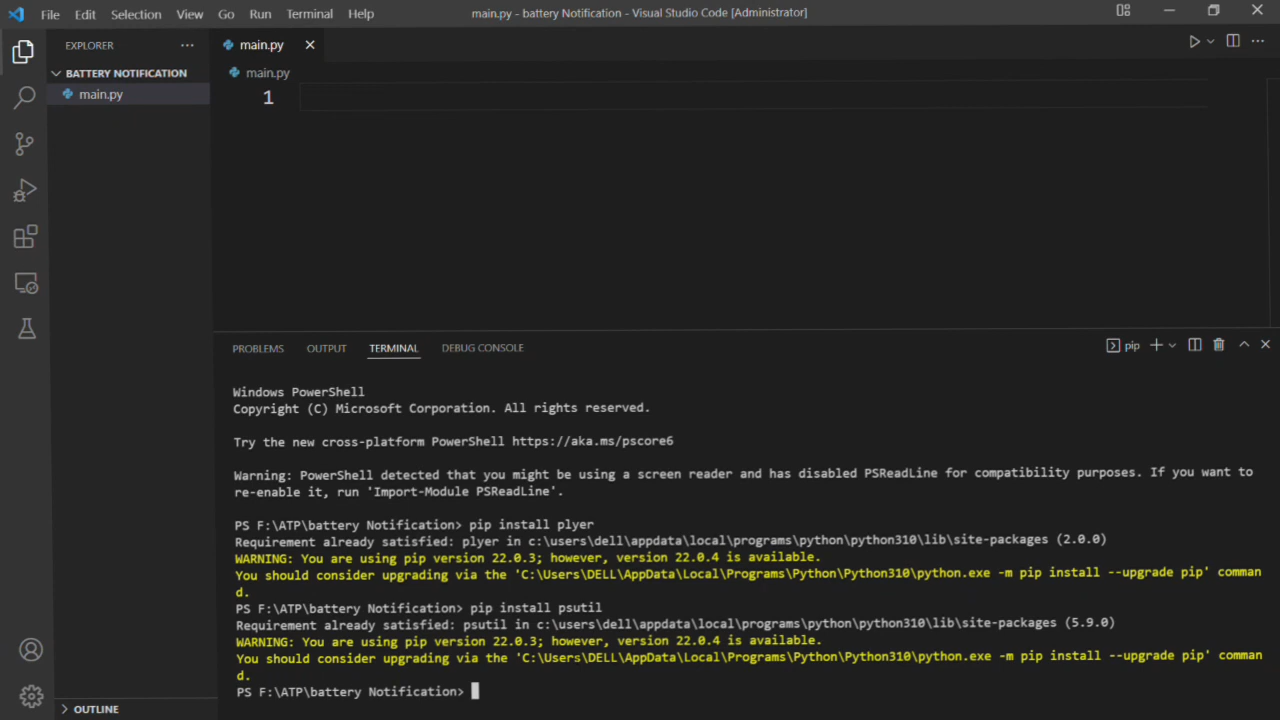 File Edit Selection View Go Run Terminal Help
main.py - battery Notification - Visual Studio Code [Administrator]
EXPLORER
BATTERY NOTIFICATION
main.py
OUTLINE
main.py
main.py
1
PROBLEMS OUTPUT TERMINAL DEBUG CONSOLE
pip
Windows PowerShell
Copyright (C) Microsoft Corporation. All rights reserved.
Try the new cross-platform PowerShell https://aka.ms/pscore6
Warning: PowerShell detected that you might be using a screen reader and has disabled PSReadLine for compatibility purposes. If you want to
re-enable it, run 'Import-Module PSReadLine'.
PS F:\ATP\battery Notification> pip install plyer
Requirement already satisfied: plyer in c:\users\dell\appdata\local\programs\python\python310\lib\site-packages (2.0.0)
WARNING: You are using pip version 22.0.3; however, version 22.0.4 is available.
You should consider upgrading via the 'C:\Users\DELL\AppData\Local\Programs\Python\Python310\python.exe -m pip install --upgrade pip' comman
d.
PS F:\ATP\battery Notification> pip install psutil
Requirement already satisfied: psutil in c:\users\dell\appdata\local\programs\python\python310\lib\site-packages (5.9.0)
WARNING: You are using pip version 22.0.3; however, version 22.0.4 is available.
You should consider upgrading via the 'C:\Users\DELL\AppData\Local\Programs\Python\Python310\python.exe -m pip install --upgrade pip' comman
d.
PS F:\ATP\battery Notification>